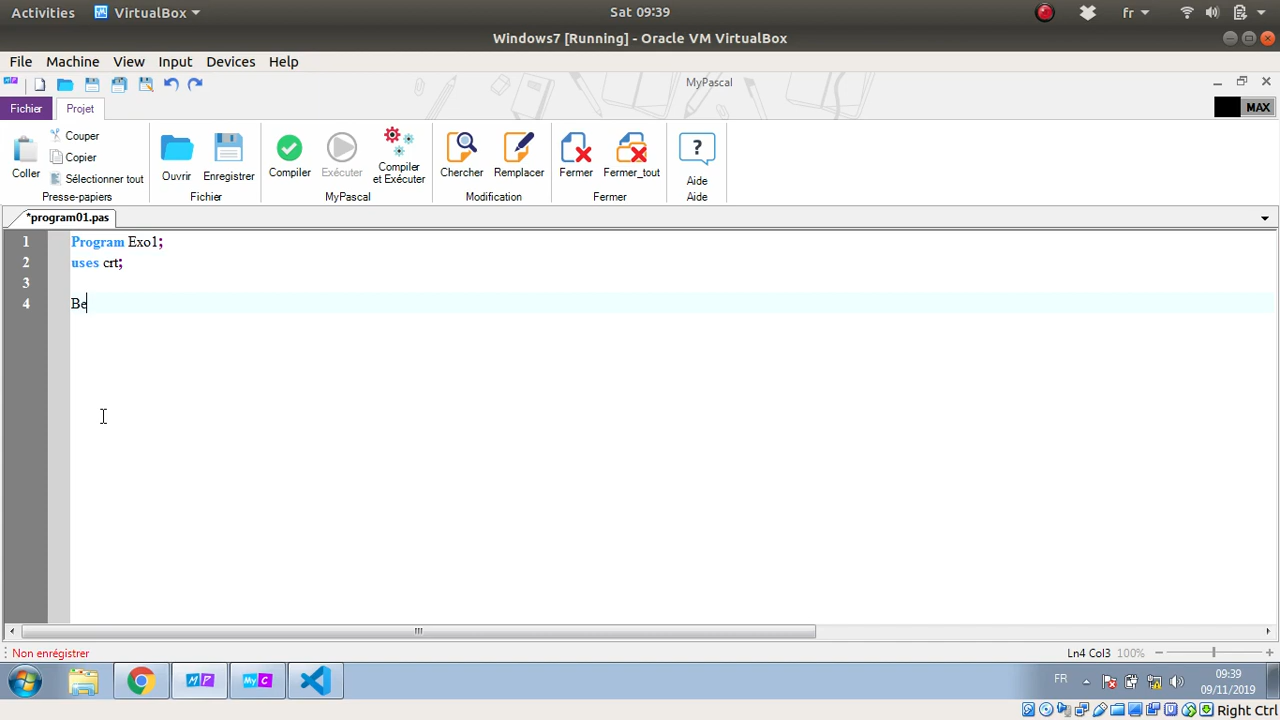 Activities VirtualBox Sat 09:39 fr
Windows7 [Running] - Oracle VM VirtualBox
File Machine View Input Devices Help
MyPascal
Fichier Projet MAX
Coller
Couper
Copier
Sélectionner tout
Presse-papiers
Ouvrir Enregistrer
Fichier
Compiler Exécuter Compiler et Exécuter
MyPascal
Chercher Remplacer
Modification
Fermer Fermer_tout
Fermer
Aide
Aide
*program01.pas
1 Program Exo1;
2 uses crt;
3
4 Be
Non enrégistrer Ln4 Col3 100%
MP MyC FR 09:39
09/11/2019
Right Ctrl